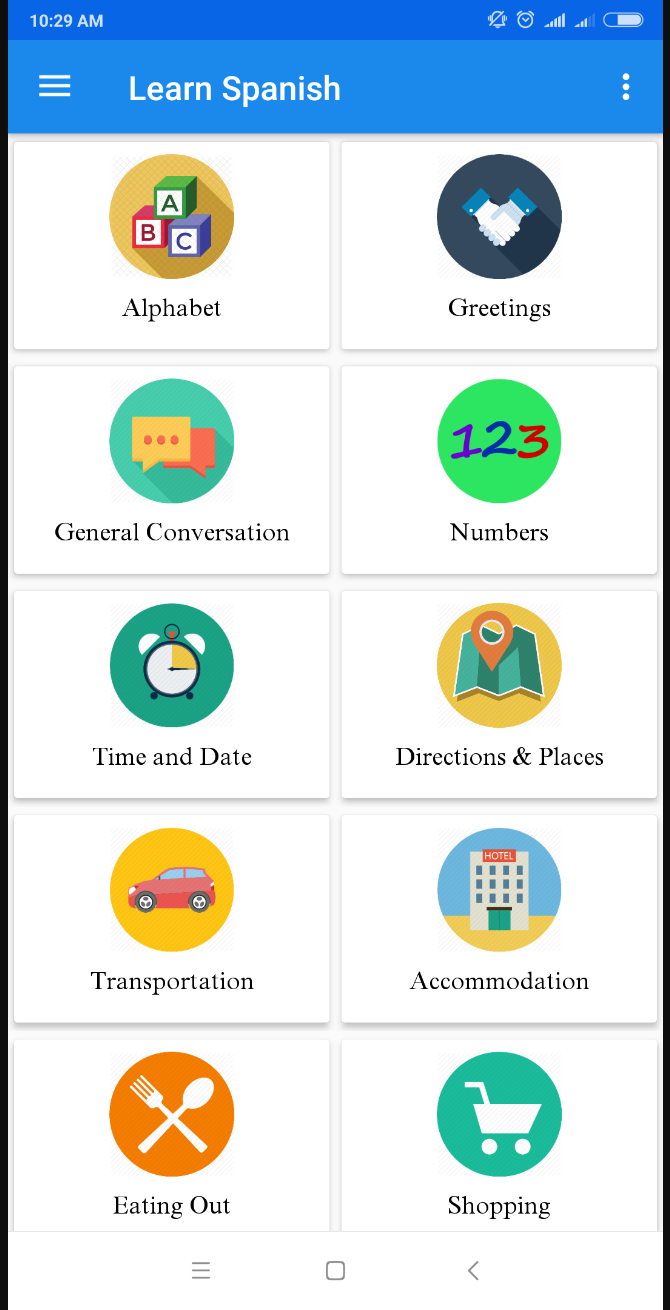 10:29 AM
Learn Spanish
A
B
C
Alphabet
Greetings
General Conversation
123
Numbers
Time and Date
Directions & Places
Transportation
HOTEL
Accommodation
Eating Out
Shopping